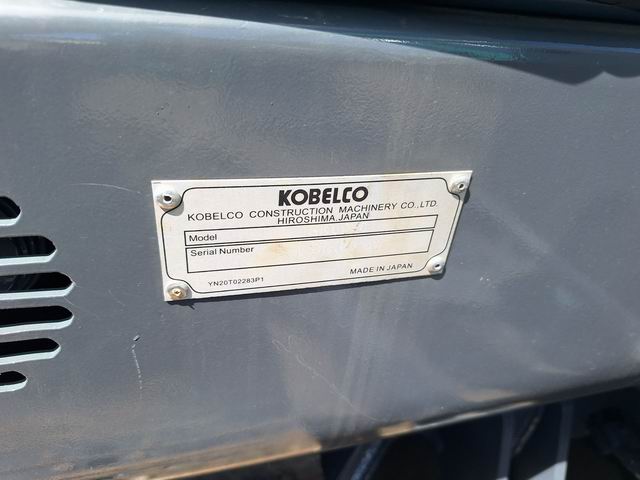 KOBELCO
KOBELCO CONSTRUCTION MACHINERY CO.,LTD.
HIROSHIMA,JAPAN
Model
Serial Number
YN20T02283P1
MADE IN JAPAN